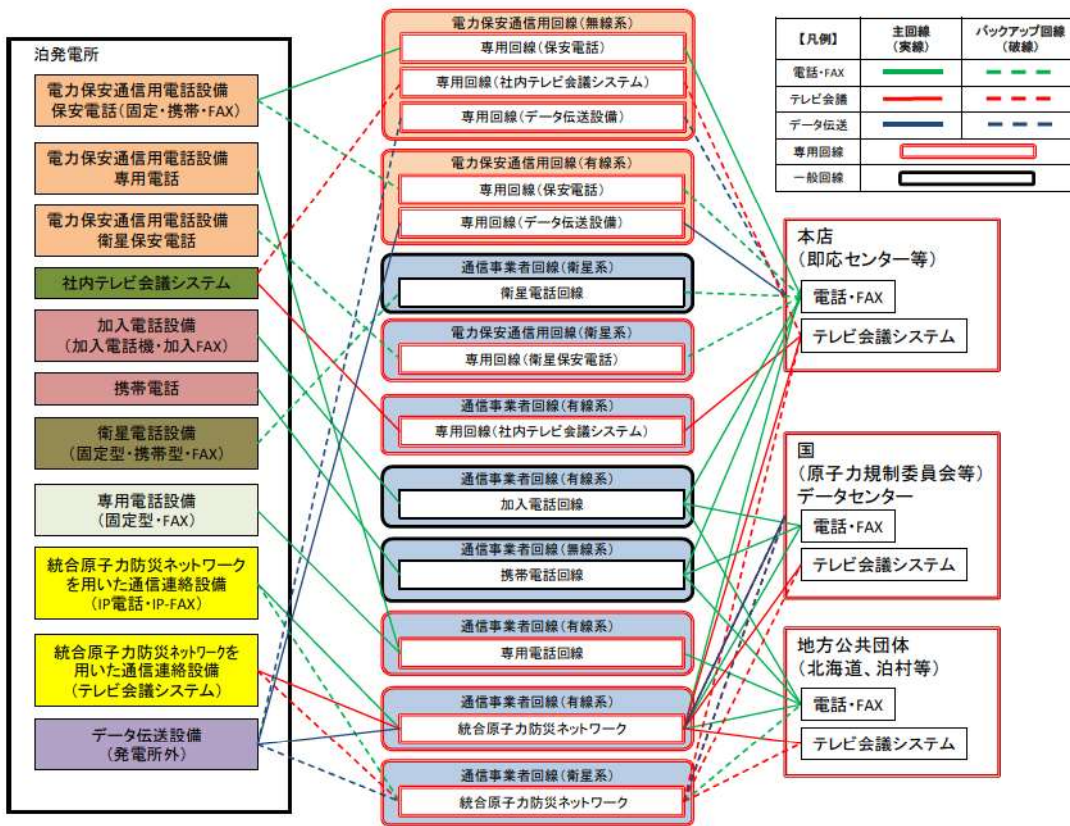 泊発電所
電力保安通信用電話設備
保安電話(固定・携帯・FAX)
電力保安通信用電話設備
専用電話
電力保安通信用電話設備
衛星保安電話
社内テレビ会議システム
加入電話設備
(加入電話機・加入FAX)
携帯電話
衛星電話設備
(固定型・携帯型・FAX)
専用電話設備
(固定型・FAX)
統合原子力防災ネットワーク
を用いた通信連絡設備
(IP電話・IP-FAX)
統合原子力防災ネットワークを
用いた通信連絡設備
(テレビ会議システム)
データ伝送設備
(発電所外)
電力保安通信用回線(無線系)
専用回線(保安電話)
専用回線(社内テレビ会議システム)
専用回線(データ伝送設備)
電力保安通信用回線(有線系)
専用回線(保安電話)
専用回線(データ伝送設備)
通信事業者回線(衛星系)
衛星電話回線
電力保安通信用回線(衛星系)
専用回線(衛星保安電話)
通信事業者回線(有線系)
専用回線(社内テレビ会議システム)
通信事業者回線(有線系)
加入電話回線
通信事業者回線(無線系)
携帯電話回線
通信事業者回線(有線系)
専用電話回線
通信事業者回線(有線系)
統合原子力防災ネットワーク
通信事業者回線(衛星系)
統合原子力防災ネットワーク
【凡例】
主回線
(実線)
バックアップ回線
(破線)
電話・FAX
テレビ会議
データ伝送
専用回線
一般回線
本店
(即応センター等)
電話・FAX
テレビ会議システム
国
(原子力規制委員会等)
データセンター
電話・FAX
テレビ会議システム
地方公共団体
(北海道、泊村等)
電話・FAX
テレビ会議システム